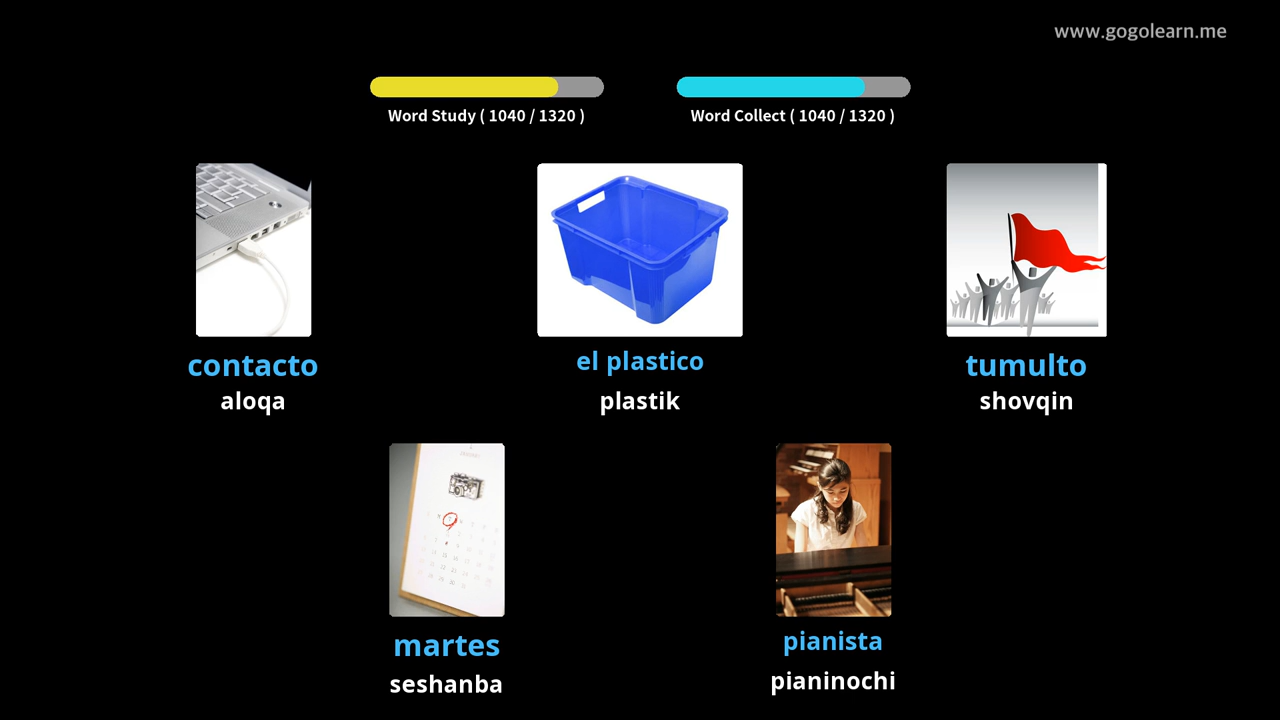 www.gogolearn.me
Word Study ( 1040 / 1320 )
Word Collect ( 1040 / 1320 )
contacto
aloqa
el plastico
plastik
tumulto
shovqin
martes
seshanba
pianista
pianinochi